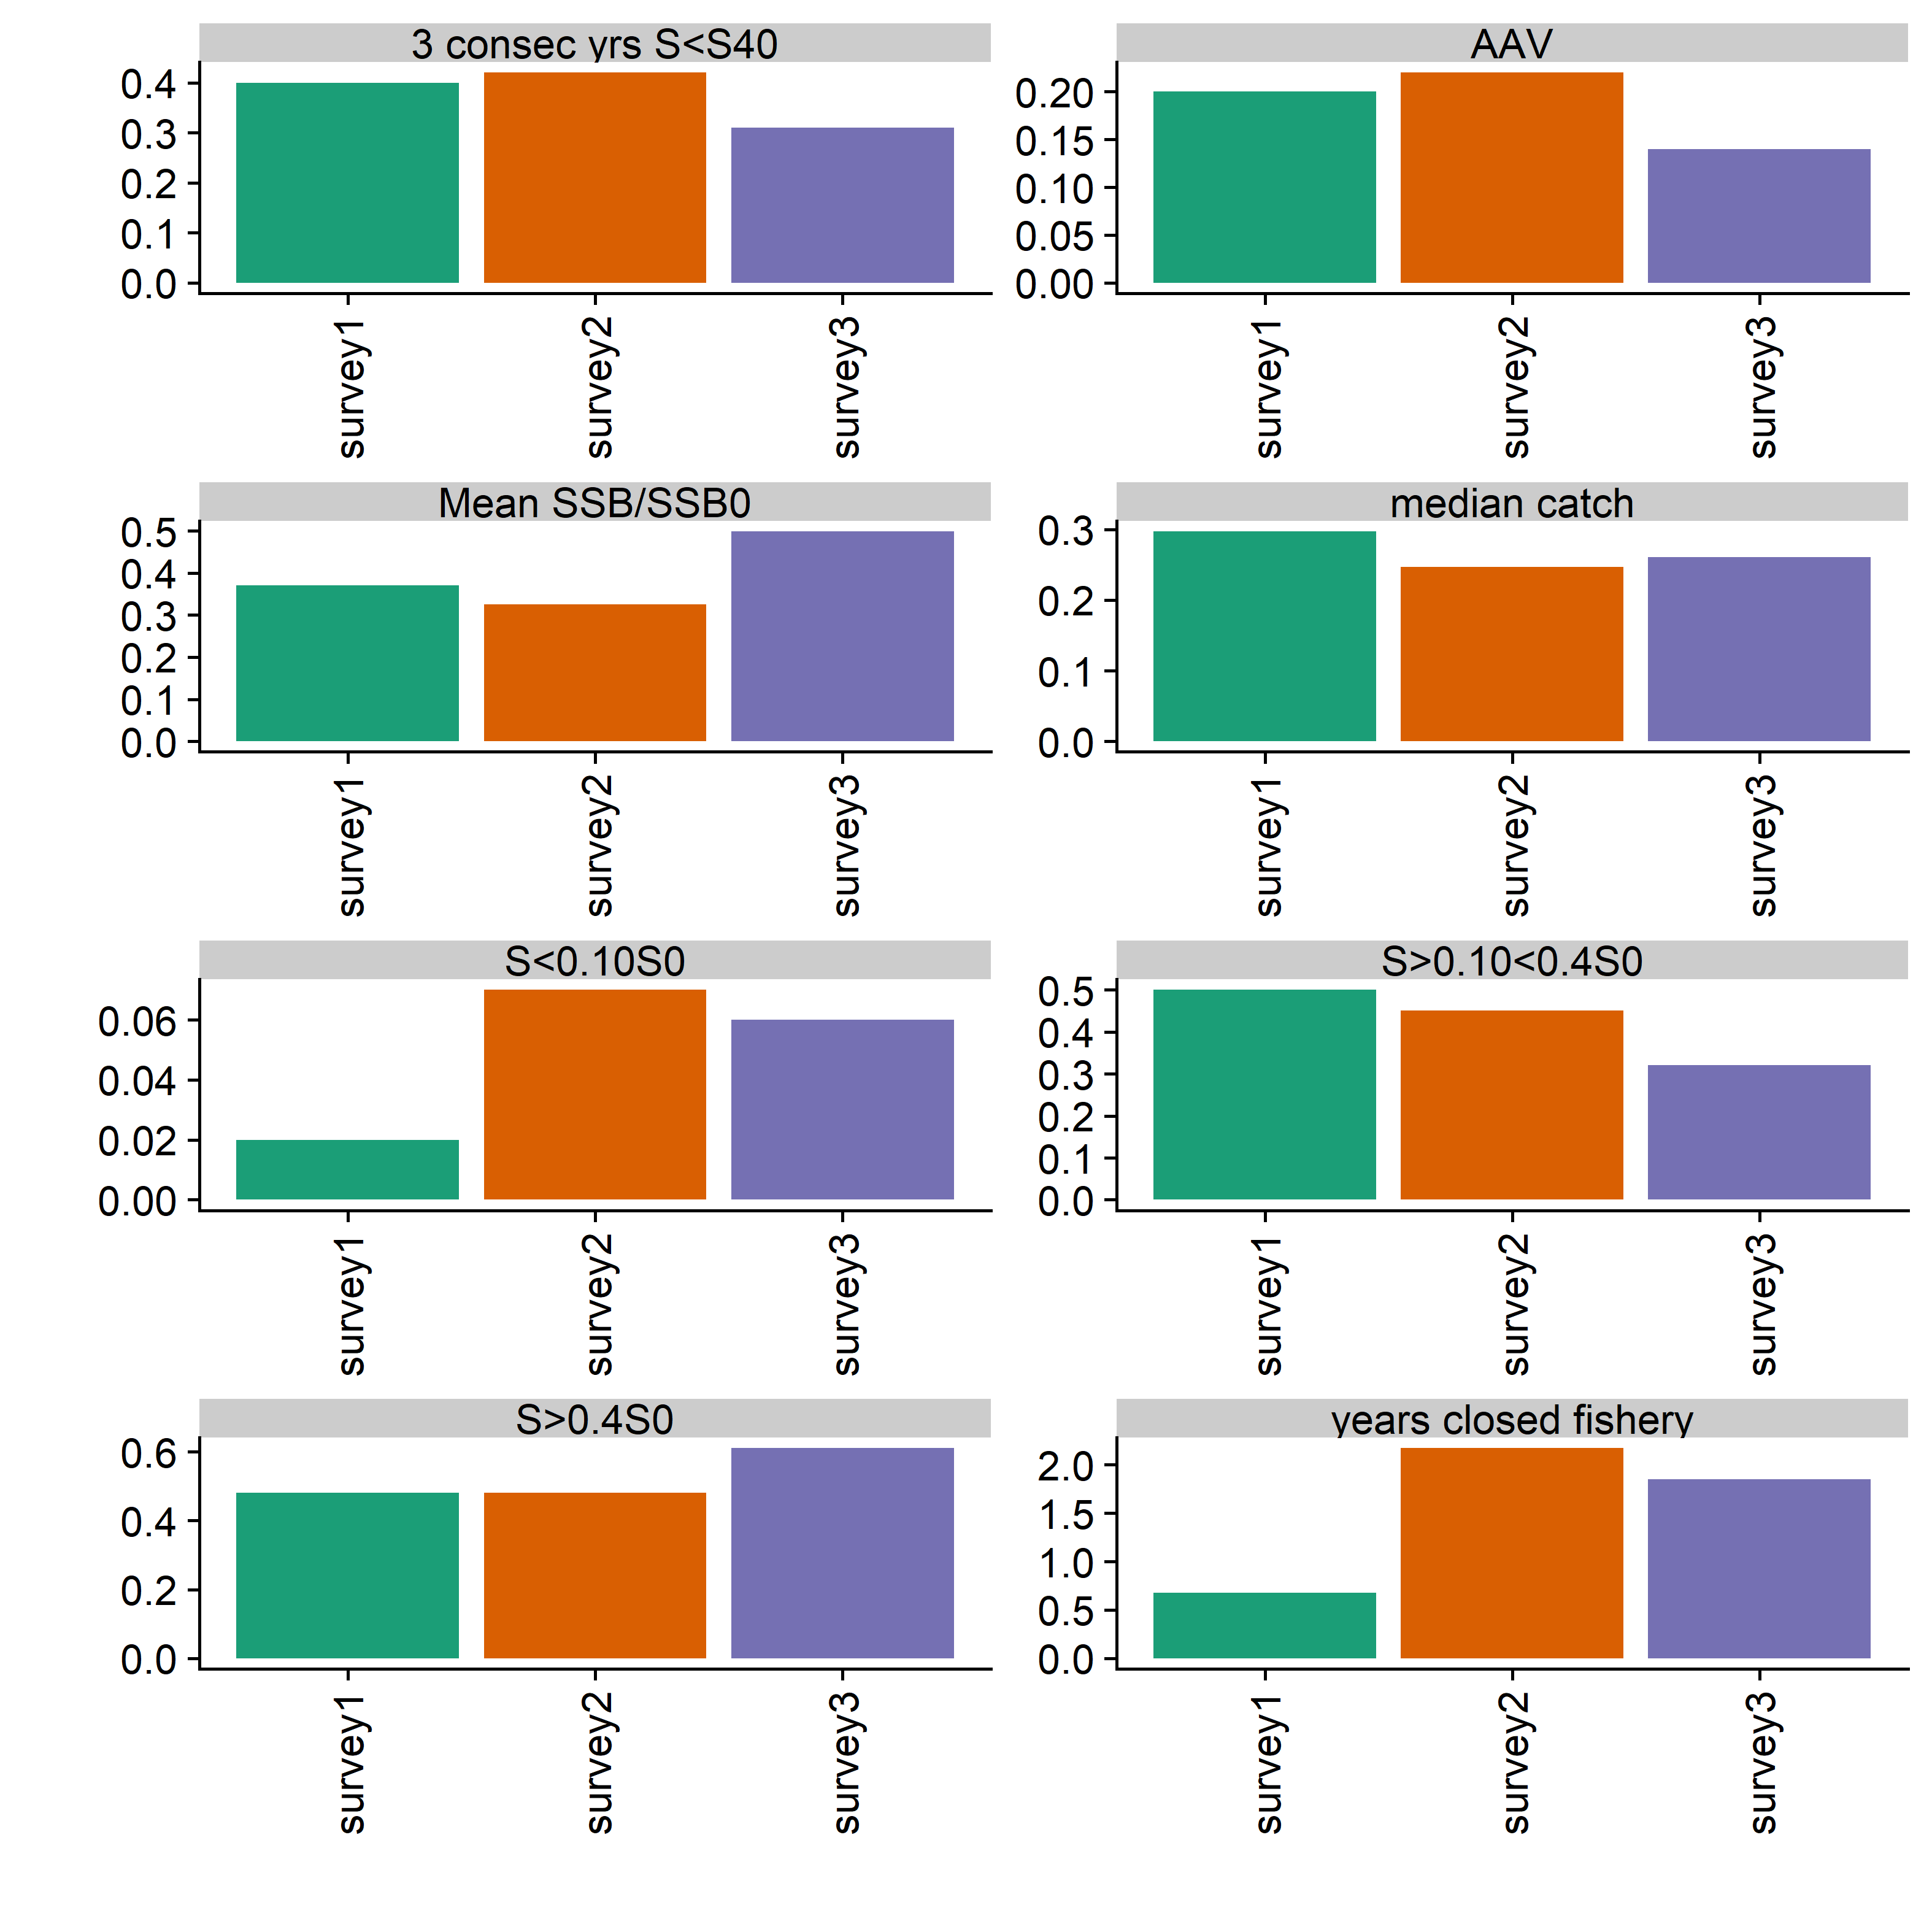 3 consec yrs S<S40
0.4
0.3
0.2
0.1
0.0
survey1
survey2
survey3
AAV
0.20
0.15
0.10
0.05
0.00
survey1
survey2
survey3
Mean SSB/SSB0
0.5
0.4
0.3
0.2
0.1
0.0
survey1
survey2
survey3
median catch
0.3
0.2
0.1
0.0
survey1
survey2
survey3
S<0.10S0
0.06
0.04
0.02
0.00
survey1
survey2
survey3
S>0.10<0.4S0
0.5
0.4
0.3
0.2
0.1
0.0
survey1
survey2
survey3
S>0.4S0
0.6
0.4
0.2
0.0
survey1
survey2
survey3
years closed fishery
2.0
1.5
1.0
0.5
0.0
survey1
survey2
survey3